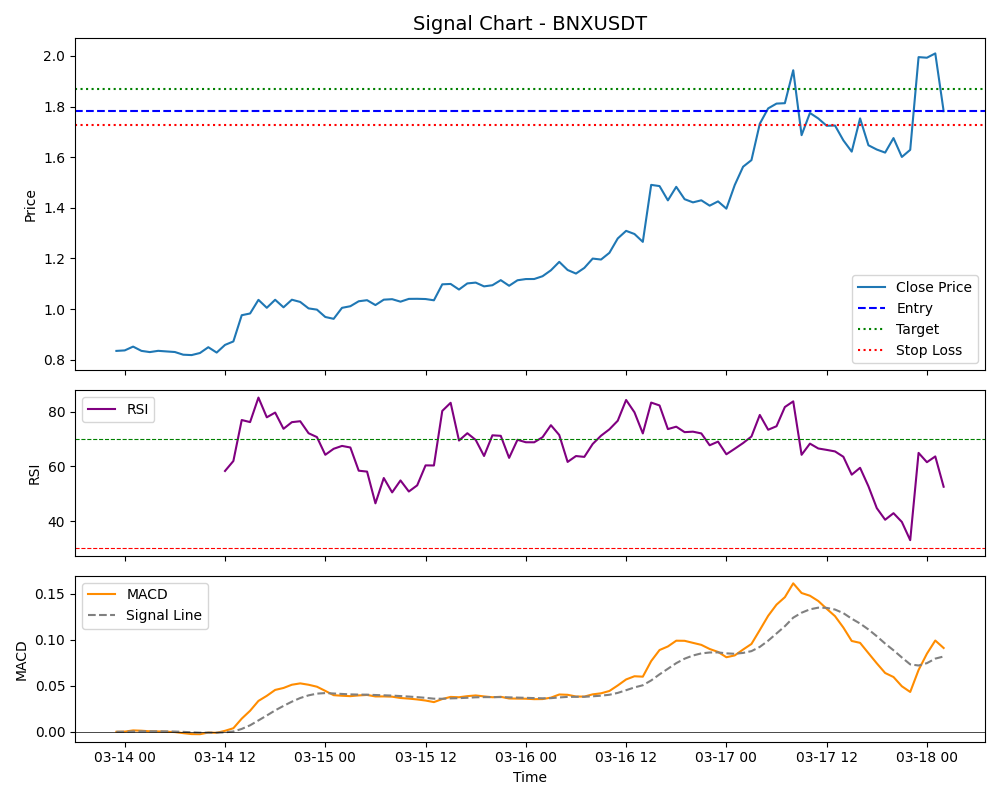 Signal Chart - BNXUSDT
2.0
1.8
1.6
1.4
1.2
1.0
0.8
Price
Close Price
Entry
Target
Stop Loss
80
60
40
RSI
RSI
0.15
0.10
0.05
0.00
MACD
MACD
Signal Line
03-14 00 03-14 12 03-15 00 03-15 12 03-16 00 03-16 12 03-17 00 03-17 12 03-18 00
Time